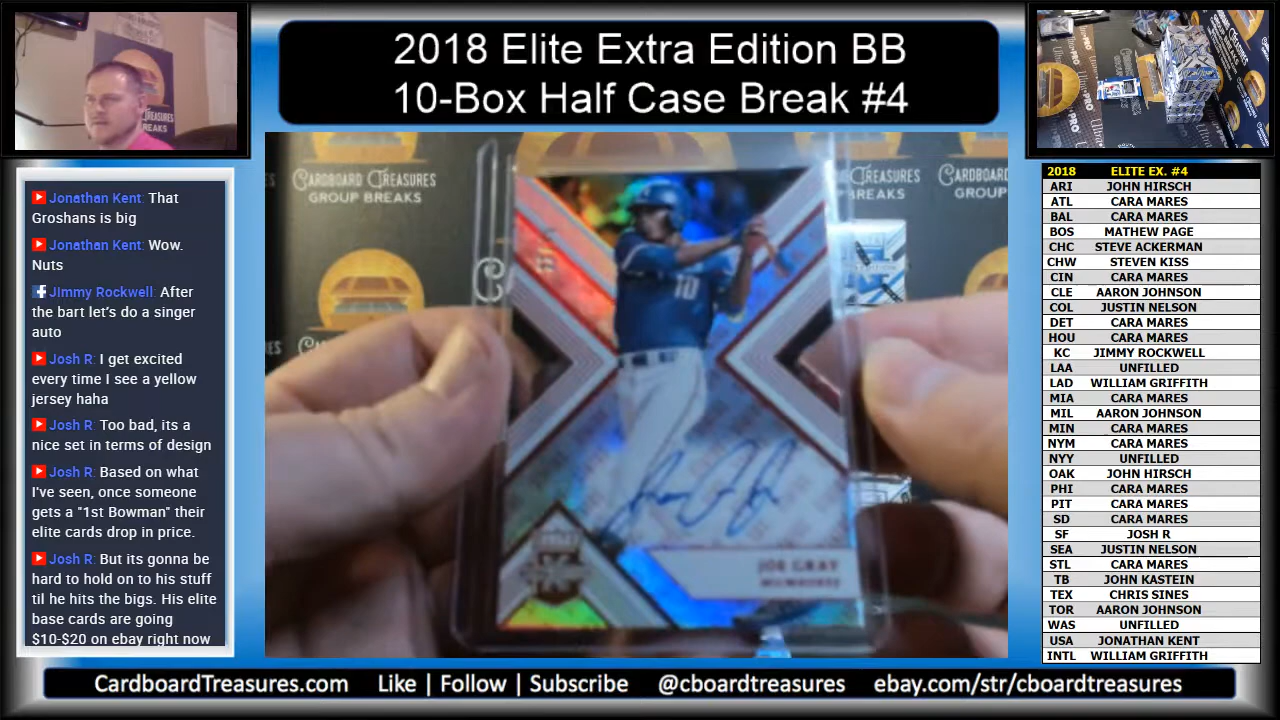 2018 Elite Extra Edition BB
10-Box Half Case Break #4
Jonathan Kent: That
Groshans is big
Jonathan Kent: Wow.
Nuts
Jimmy Rockwell: After
the bart let's do a singer
auto
Josh R: I get excited
every time I see a yellow
jersey haha
Josh R: Too bad, its a
nice set in terms of design
Josh R: Based on what
I've seen, once someone
gets a "1st Bowman" their
elite cards drop in price.
Josh R: But its gonna be
hard to hold on to his stuff
til he hits the bigs. His elite
base cards are going
$10-$20 on ebay right now
CARDBOARD TREASURES
GROUP BREAKS
CARDBOARD
GROUP
10
JOE GRAY
MILWAUKEE
2018 ELITE EX. #4
ARI JOHN HIRSCH
ATL CARA MARES
BAL CARA MARES
BOS MATHEW PAGE
CHC STEVE ACKERMAN
CHW STEVEN KISS
CIN CARA MARES
CLE AARON JOHNSON
COL JUSTIN NELSON
DET CARA MARES
HOU CARA MARES
KC JIMMY ROCKWELL
LAA UNFILLED
LAD WILLIAM GRIFFITH
MIA CARA MARES
MIL AARON JOHNSON
MIN CARA MARES
NYM CARA MARES
NYY UNFILLED
OAK JOHN HIRSCH
PHI CARA MARES
PIT CARA MARES
SD CARA MARES
SF JOSH R
SEA JUSTIN NELSON
STL CARA MARES
TB JOHN KASTEIN
TEX CHRIS SINES
TOR AARON JOHNSON
WAS UNFILLED
USA JONATHAN KENT
INTL WILLIAM GRIFFITH
CardboardTreasures.com Like | Follow | Subscribe @cboardtreasures ebay.com/str/cboardtreasures